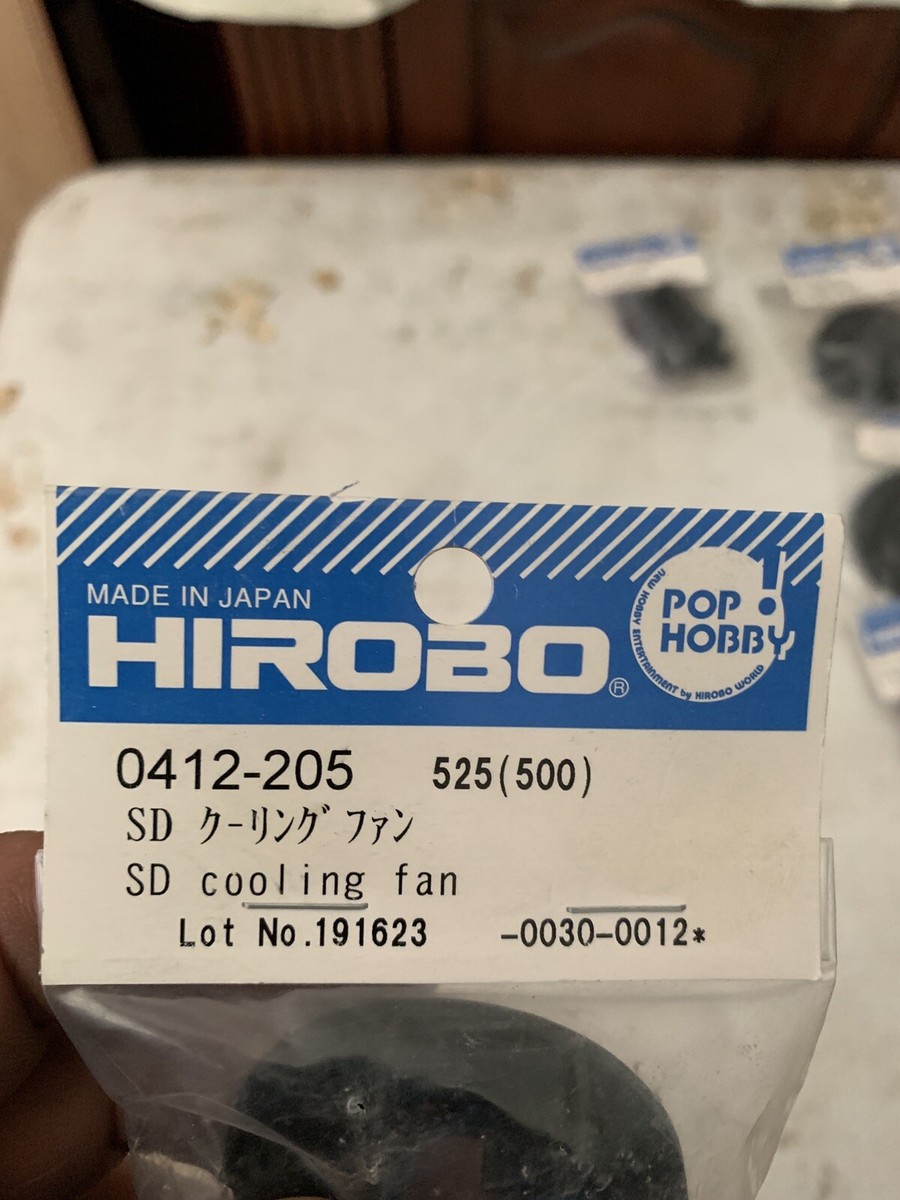 MADE IN JAPAN
HIROBO®
POP HOBBY!
new HOBBY ENTERTAINMENT by HIROBO WORLD
0412-205 525(500)
SD クーリングファン
SD cooling fan
Lot No.191623 -0030-0012*